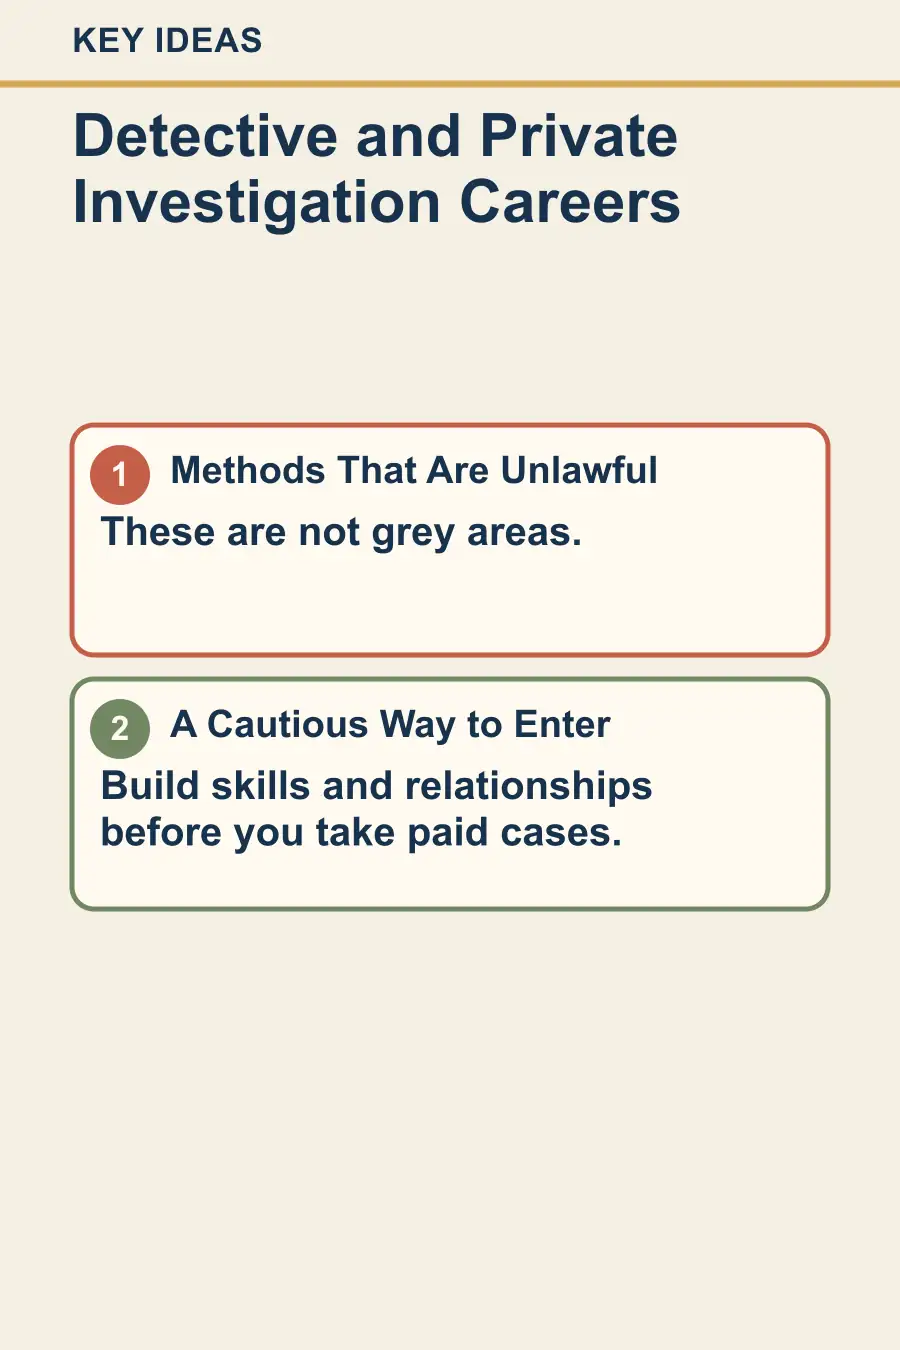 KEY IDEAS
Detective and Private
Investigation Careers
1 Methods That Are Unlawful
These are not grey areas.
2 A Cautious Way to Enter
Build skills and relationships
before you take paid cases.